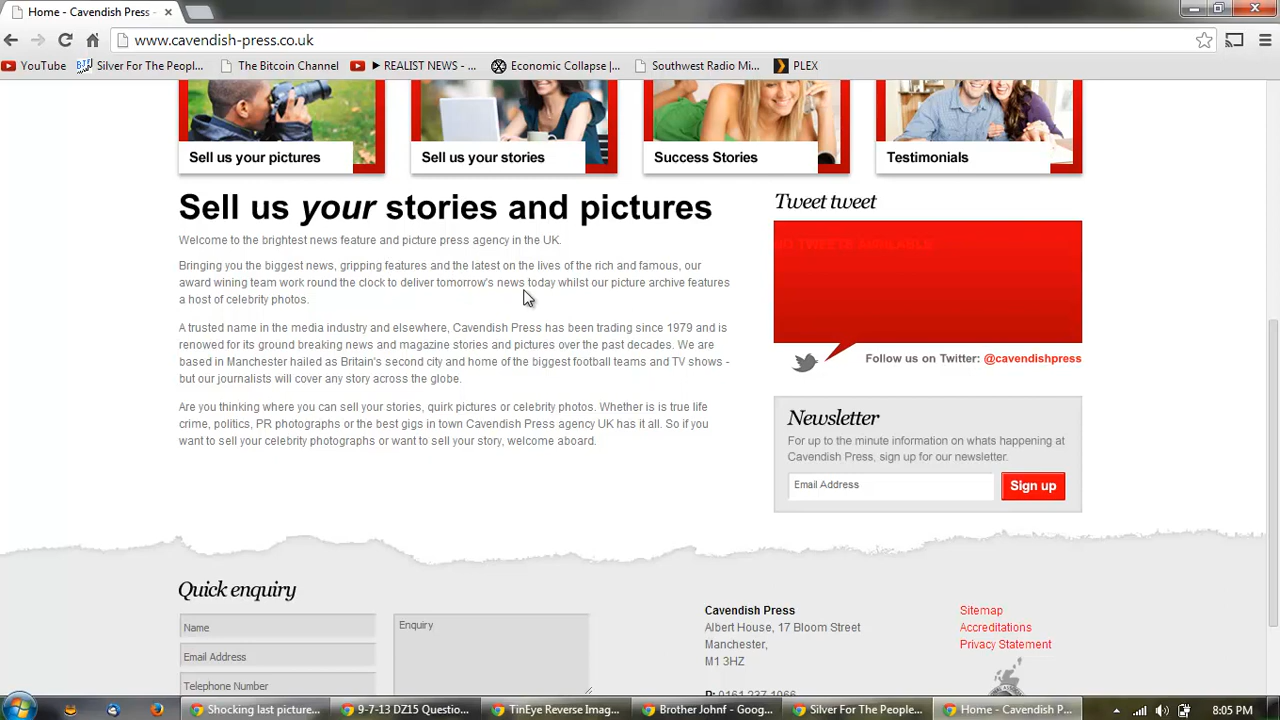 Home - Cavendish Press -
www.cavendish-press.co.uk
YouTube
Silver For The Peopl...
The Bitcoin Channel
► REALIST NEWS - ...
Economic Collapse |...
Southwest Radio Mi...
PLEX
Sell us your pictures
Sell us your stories
Success Stories
Testimonials
Sell us your stories and pictures
Welcome to the brightest news feature and picture press agency in the UK.
Bringing you the biggest news, gripping features and the latest on the lives of the rich and famous, our
award wining team work round the clock to deliver tomorrow's news today whilst our picture archive features
a host of celebrity photos.
A trusted name in the media industry and elsewhere, Cavendish Press has been trading since 1979 and is
renowed for its ground breaking news and magazine stories and pictures over the past decades. We are
based in Manchester hailed as Britain's second city and home of the biggest football teams and TV shows -
but our journalists will cover any story across the globe.
Are you thinking where you can sell your stories, quirk pictures or celebrity photos. Whether is is true life
crime, politics, PR photographs or the best gigs in town Cavendish Press agency UK has it all. So if you
want to sell your celebrity photographs or want to sell your story, welcome aboard.
Tweet tweet
NO TWEETS AVAILABLE
Follow us on Twitter: @cavendishpress
Newsletter
For up to the minute information on whats happening at
Cavendish Press, sign up for our newsletter.
Email Address
Sign up
Quick enquiry
Name
Email Address
Telephone Number
Enquiry
Cavendish Press
Albert House, 17 Bloom Street
Manchester,
M1 3HZ
P: 0161 237 1066
Sitemap
Accreditations
Privacy Statement
Shocking last picture...
9-7-13 DZ15 Questio...
TinEye Reverse Imag...
Brother Johnf - Goog...
Silver For The People...
Home - Cavendish P...
8:05 PM